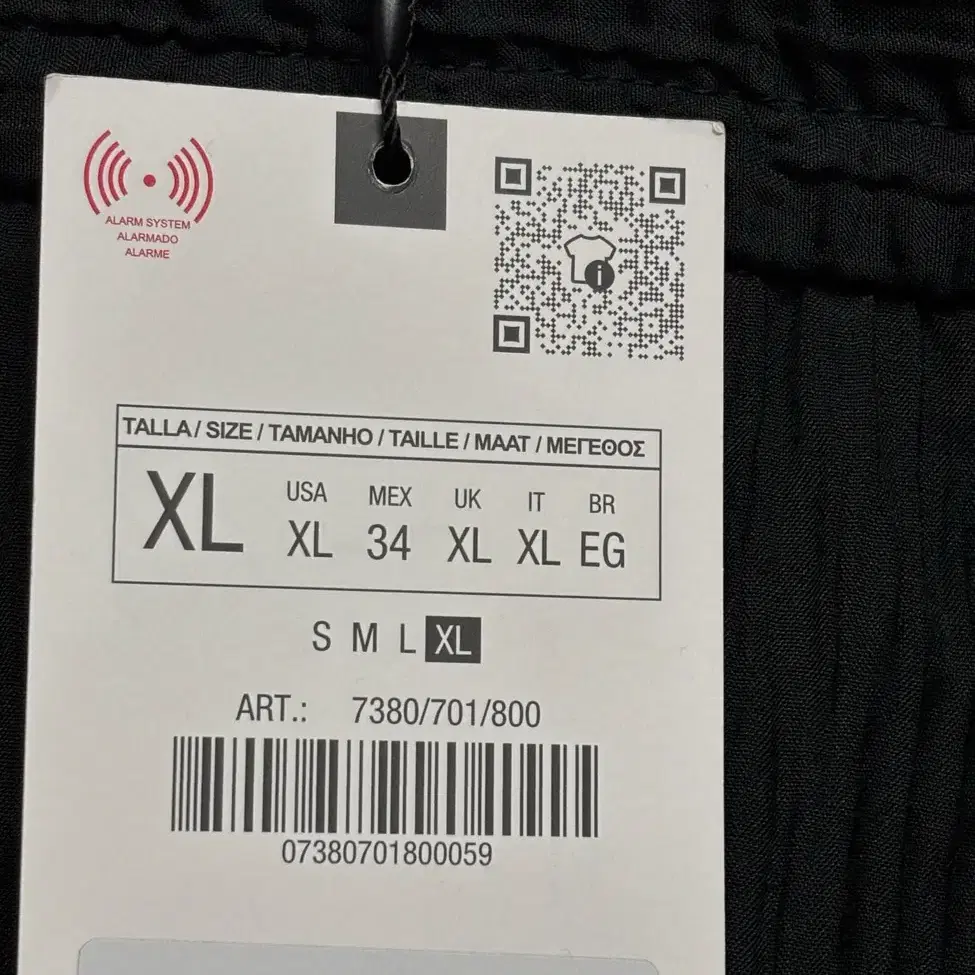 ALARM SYSTEM
ALARMADO
ALARME
i
TALLA / SIZE / TAMANHO / TAILLE / MAAT / ΜΕΓΕΘΟΣ
XL
USA MEX UK IT BR
XL 34 XL XL EG
S M L XL
ART.: 7380/701/800
07380701800059